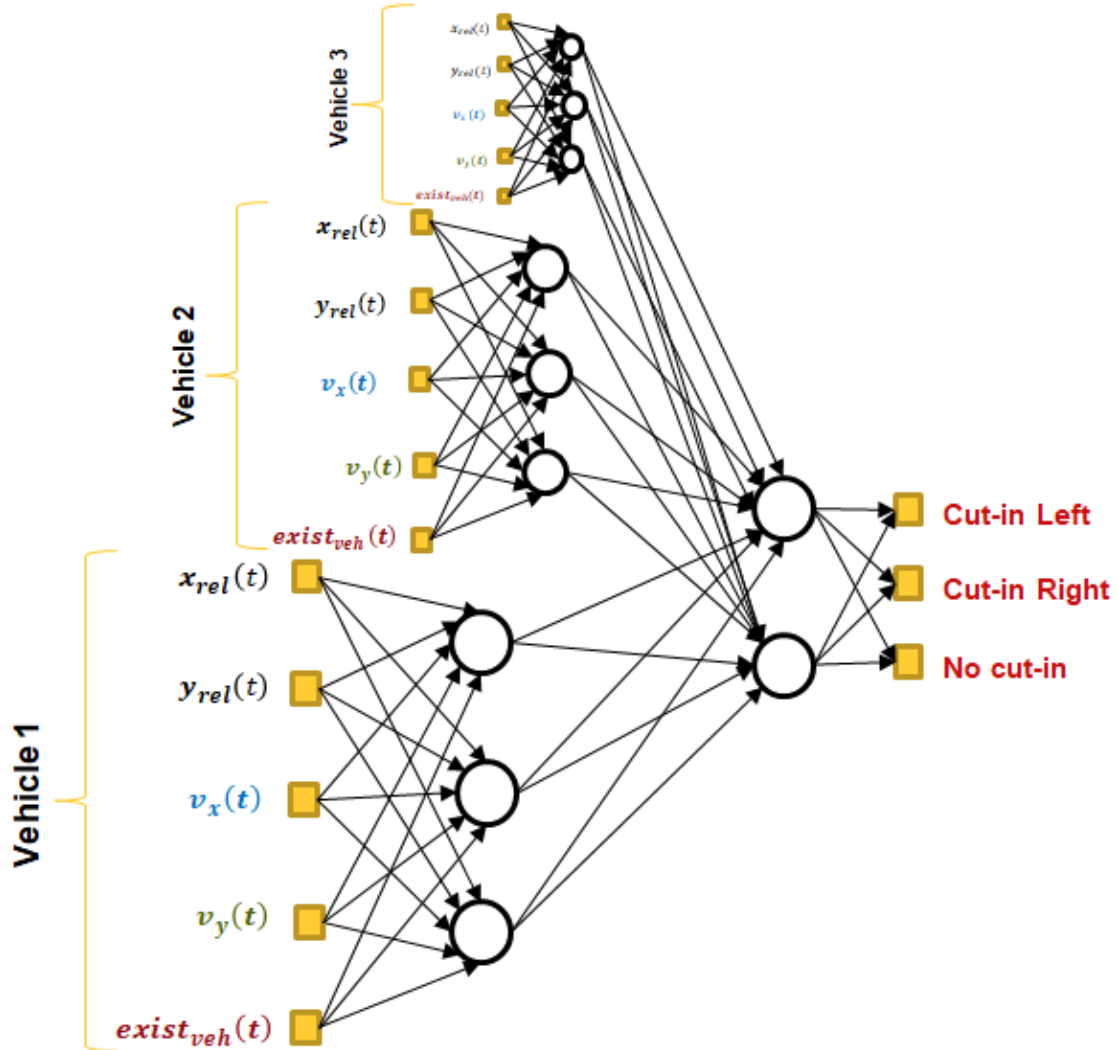 Vehicle 3
x_rel(t)
y_rel(t)
v_x(t)
v_y(t)
exist_veh(t)
Vehicle 2
x_rel(t)
y_rel(t)
v_x(t)
v_y(t)
exist_veh(t)
Vehicle 1
x_rel(t)
y_rel(t)
v_x(t)
v_y(t)
exist_veh(t)
Cut-in Left
Cut-in Right
No cut-in